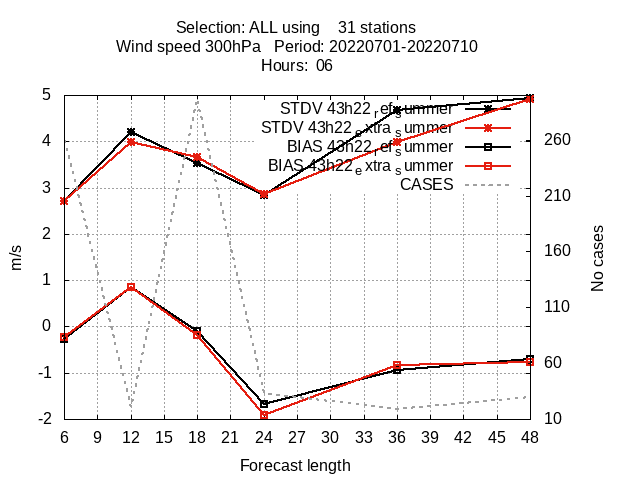 Selection: ALL using 31 stations
Wind speed 300hPa Period: 20220701-20220710
Hours: 06
STDV 43h22_ref_summer
STDV 43h22_extra_summer
BIAS 43h22_ref_summer
BIAS 43h22_extra_summer
CASES
m/s
5
4
3
2
1
0
-1
-2
260
210
160
110
60
10
No cases
6 9 12 15 18 21 24 27 30 33 36 39 42 45 48
Forecast length